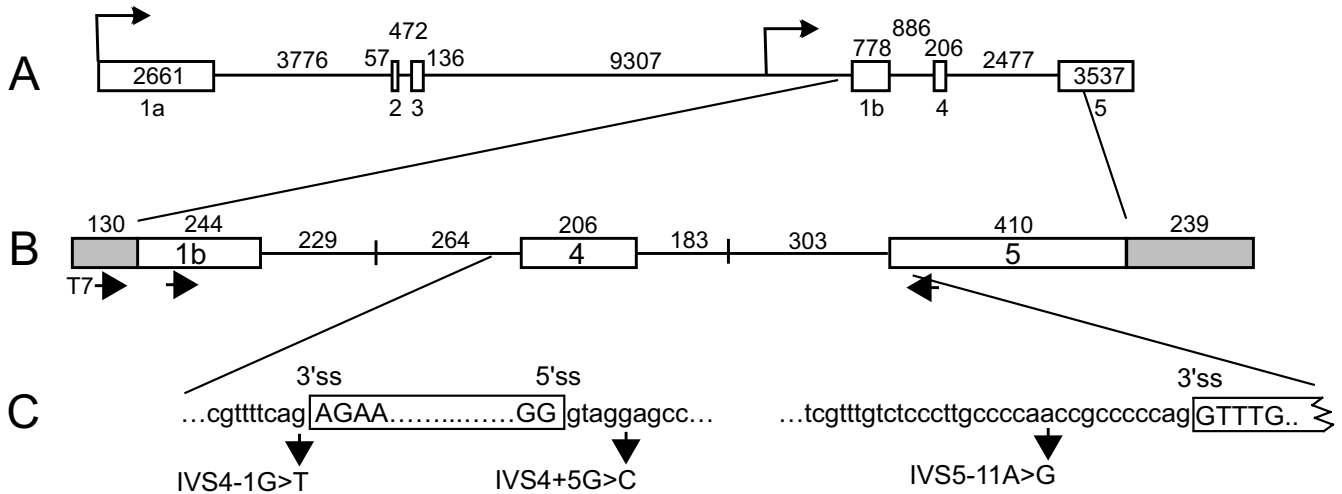 A
2661
3776
57
472
136
9307
778
886
206
2477
3537
1a
2
3
1b
4
5
B
130
244
229
264
206
183
303
410
239
1b
4
5
T7
C
3'ss
5'ss
3'ss
…cgttttcag AGAA………..……GG gtaggagcc…
…tcgtttgtctcccttgccccaaccgcccccag GTTTG..
IVS4-1G>T
IVS4+5G>C
IVS5-11A>G